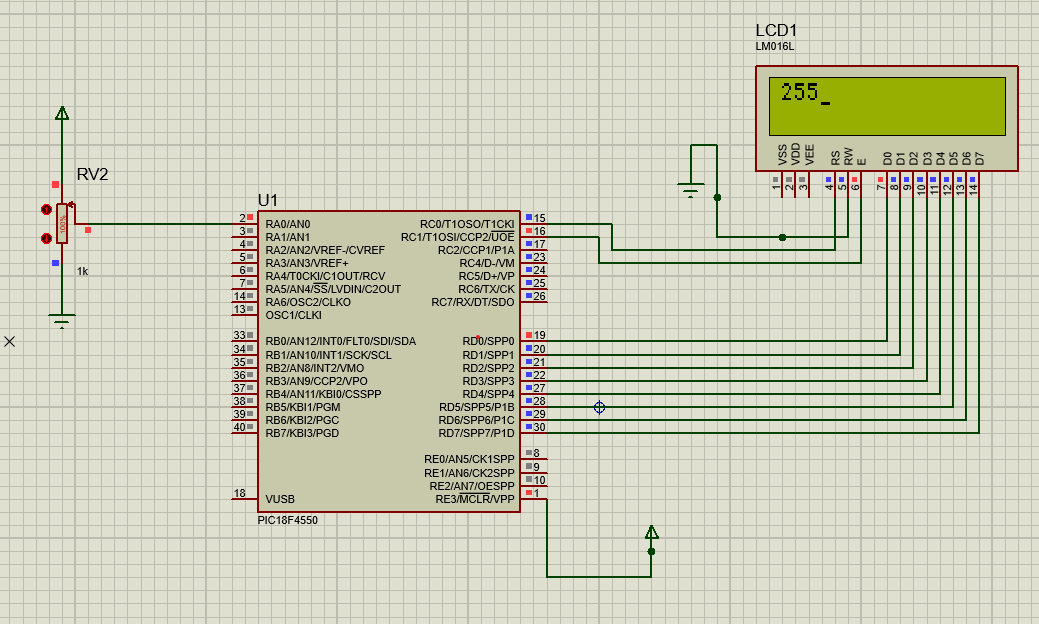 LCD1
LM016L
255_
VSS
VDD
VEE
RS
RW
E
D0
D1
D2
D3
D4
D5
D6
D7
1
2
3
4
5
6
7
8
9
10
11
12
13
14
RV2
100%
1k
U1
2 RA0/AN0 RC0/T1OSO/T1CKI 15
3 RA1/AN1 RC1/T1OSI/CCP2/UOE 16
4 RA2/AN2/VREF-/CVREF RC2/CCP1/P1A 17
5 RA3/AN3/VREF+ RC4/D-/VM 23
6 RA4/T0CKI/C1OUT/RCV RC5/D+/VP 24
7 RA5/AN4/SS/LVDIN/C2OUT RC6/TX/CK 25
14 RA6/OSC2/CLKO RC7/RX/DT/SDO 26
13 OSC1/CLKI
33 RB0/AN12/INT0/FLT0/SDI/SDA RD0/SPP0 19
34 RB1/AN10/INT1/SCK/SCL RD1/SPP1 20
35 RB2/AN8/INT2/VMO RD2/SPP2 21
36 RB3/AN9/CCP2/VPO RD3/SPP3 22
37 RB4/AN11/KBI0/CSSPP RD4/SPP4 27
38 RB5/KBI1/PGM RD5/SPP5/P1B 28
39 RB6/KBI2/PGC RD6/SPP6/P1C 29
40 RB7/KBI3/PGD RD7/SPP7/P1D 30
RE0/AN5/CK1SPP 8
RE1/AN6/CK2SPP 9
RE2/AN7/OESPP 10
18 VUSB RE3/MCLR/VPP 1
PIC18F4550